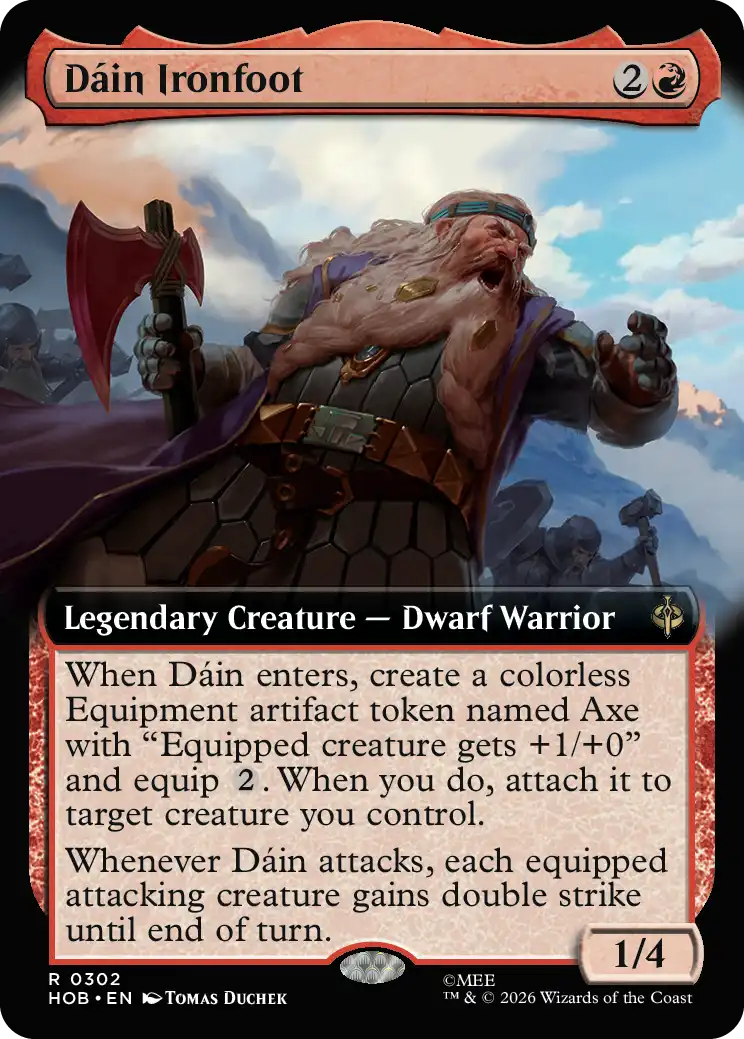 Dáin Ironfoot
2
Legendary Creature — Dwarf Warrior
When Dáin enters, create a colorless
Equipment artifact token named Axe
with “Equipped creature gets +1/+0”
and equip 2. When you do, attach it to
target creature you control.
Whenever Dáin attacks, each equipped
attacking creature gains double strike
until end of turn.
1/4
R 0302
HOB • EN Tomas Duchek
©MEE
™ & © 2026 Wizards of the Coast